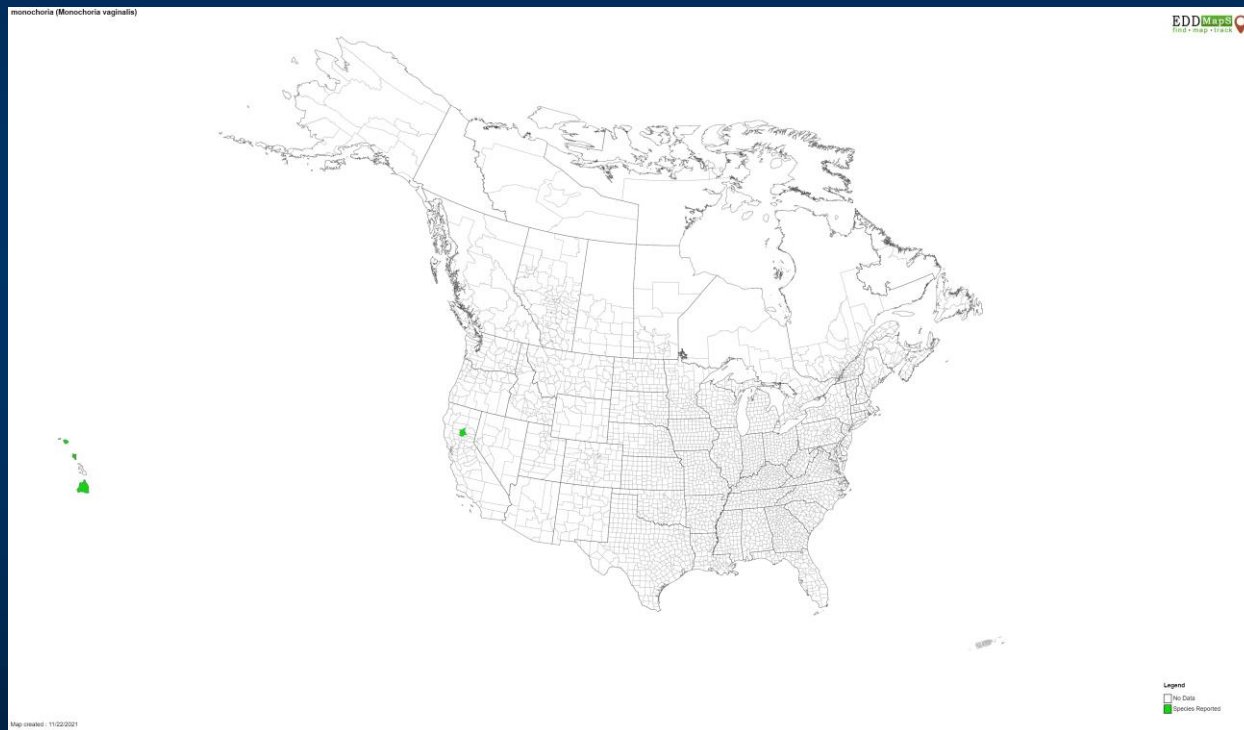 monochoria (Monochoria vaginalis)
EDDMapS
find • map • track
Legend
No Data
Species Reported
Map created : 11/22/2021